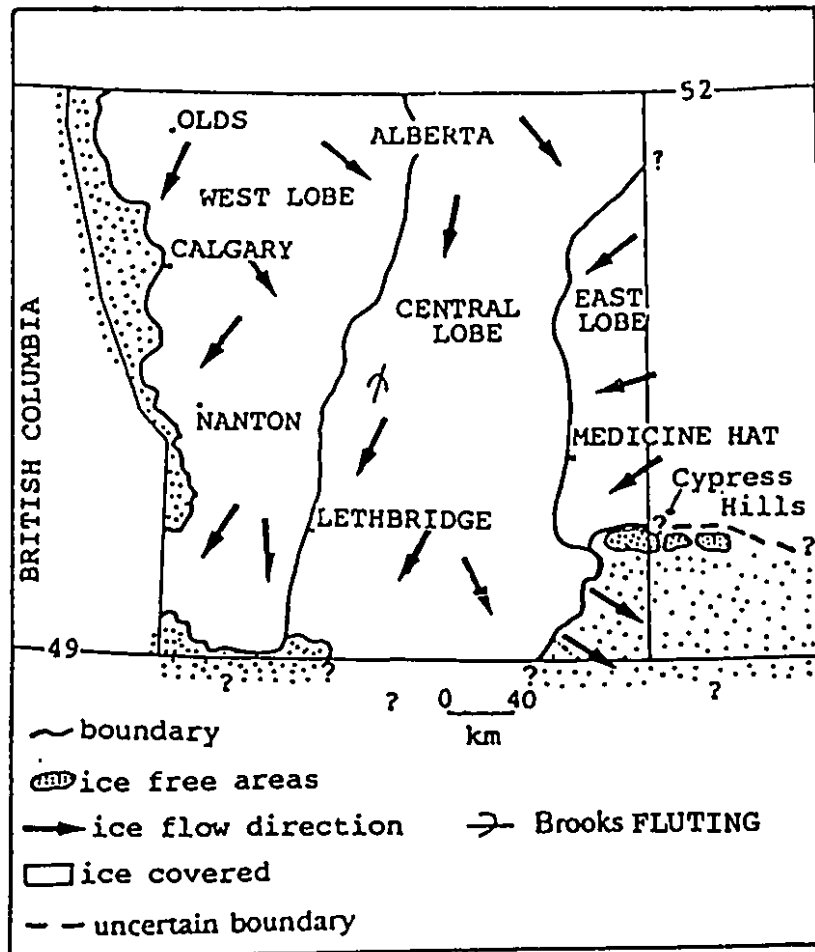 52
.OLDS
ALBERTA
?
WEST LOBE
CALGARY
EAST
LOBE
CENTRAL
LOBE
BRITISH COLUMBIA
NANTON
MEDICINE HAT
Cypress
Hills
LETHBRIDGE
?
?
49
?
?
?
?
?
?
0 40
km
boundary
ice free areas
ice flow direction
Brooks FLUTING
ice covered
uncertain boundary